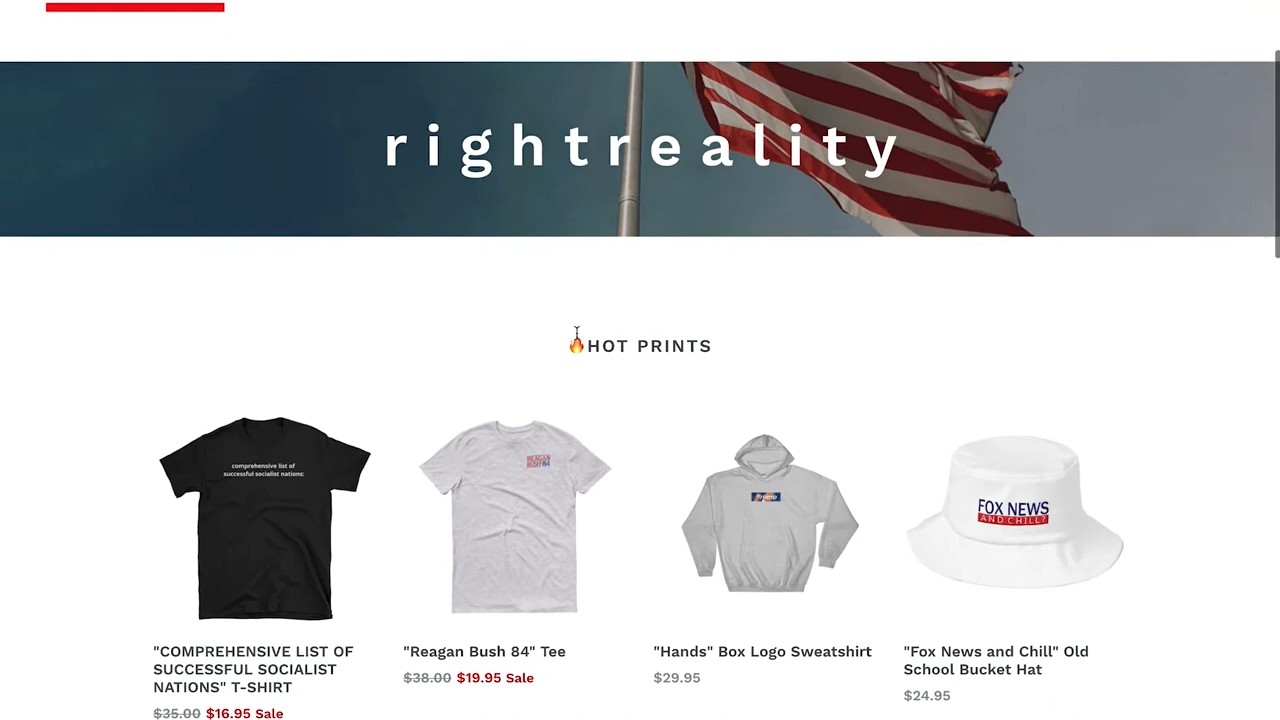 rightreality
🔥HOT PRINTS
comprehensive list of
successful socialist nations:
REAGAN
BUSH 84
Trump
FOX NEWS
AND CHILL?
"COMPREHENSIVE LIST OF
SUCCESSFUL SOCIALIST
NATIONS" T-SHIRT
$35.00 $16.95 Sale
"Reagan Bush 84" Tee
$38.00 $19.95 Sale
"Hands" Box Logo Sweatshirt
$29.95
"Fox News and Chill" Old
School Bucket Hat
$24.95